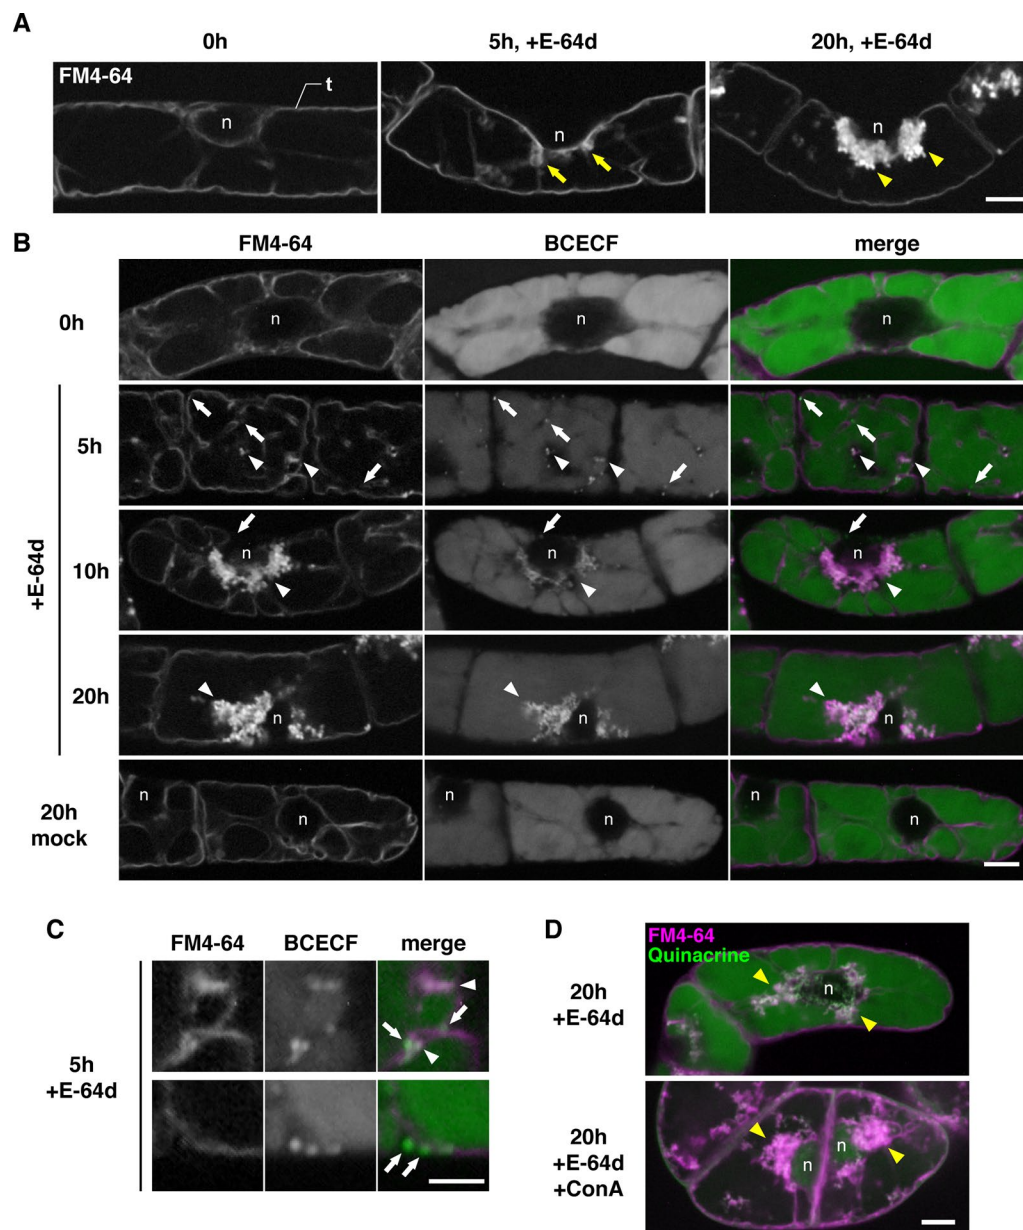 A
0h
5h, +E-64d
20h, +E-64d
FM4-64
t
n
n
n
B
FM4-64
BCECF
merge
0h
n
n
n
5h
+E-64d
10h
n
n
n
20h
n
n
n
20h
mock
n
n
n
n
n
n
C
FM4-64
BCECF
merge
5h
+E-64d
D
FM4-64
Quinacrine
20h
+E-64d
n
20h
+E-64d
+ConA
n
n